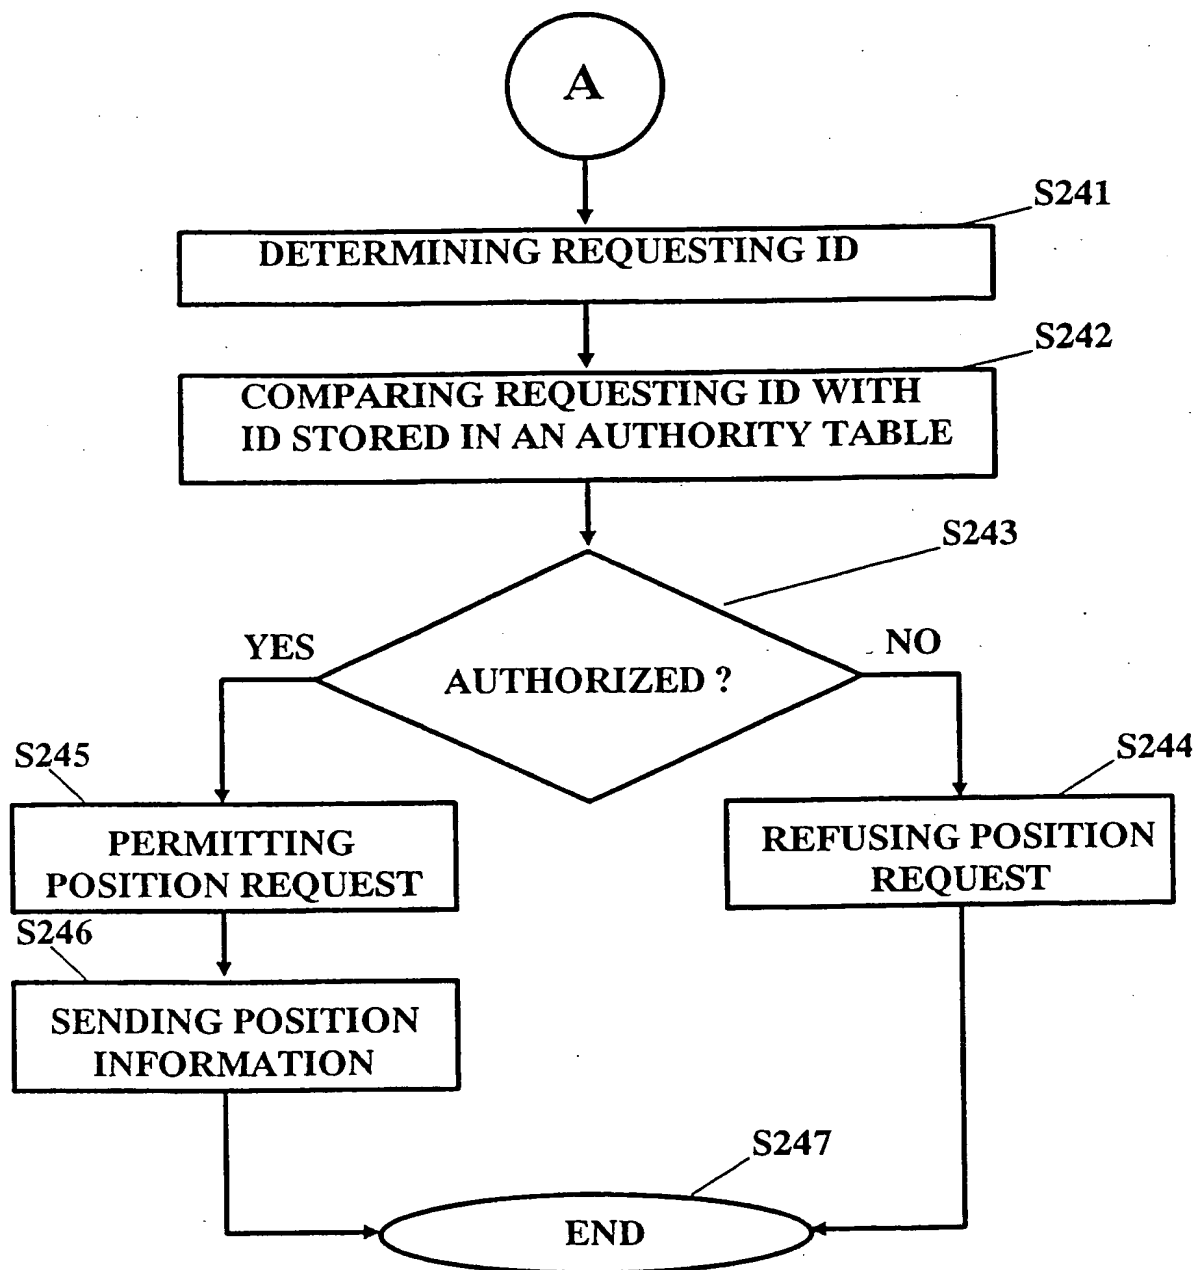 A
S241
DETERMINING REQUESTING ID
S242
COMPARING REQUESTING ID WITH
ID STORED IN AN AUTHORITY TABLE
S243
YES
NO
AUTHORIZED ?
S245
S244
PERMITTING
POSITION REQUEST
REFUSING POSITION
REQUEST
S246
SENDING POSITION
INFORMATION
S247
END